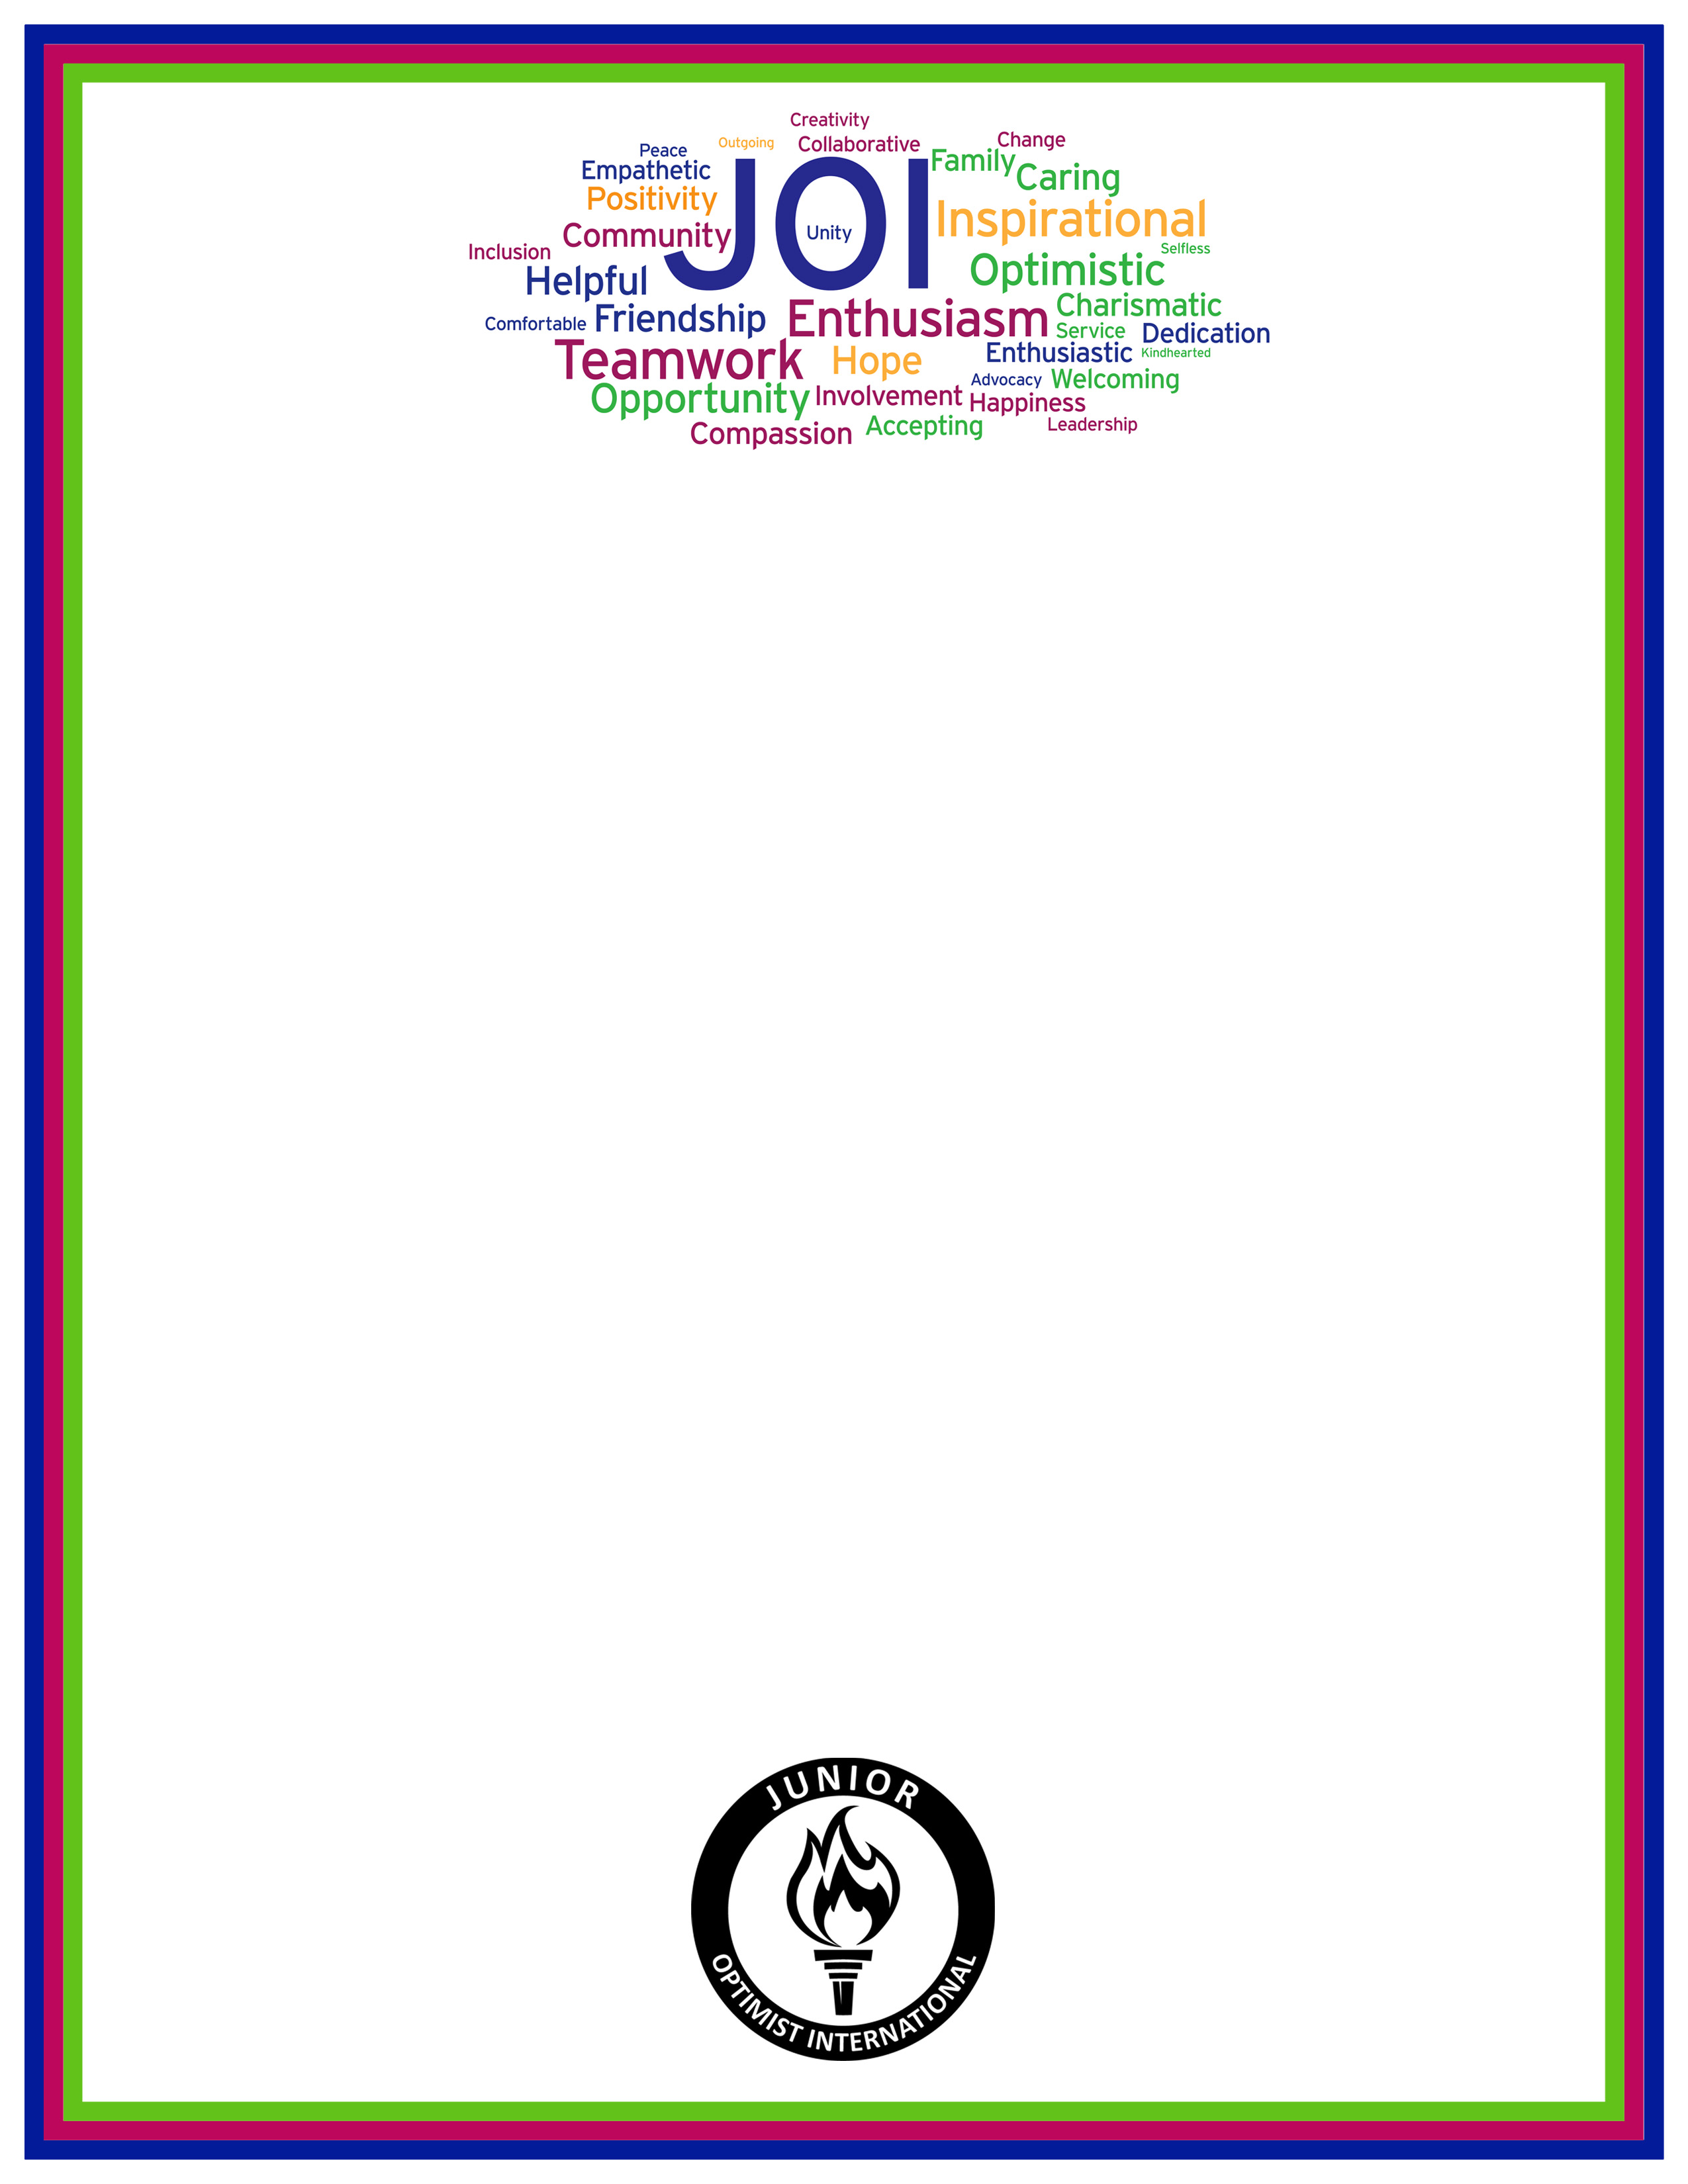 Creativity
Outgoing Collaborative Change
Peace
Empathetic
Family
Caring
Positivity
JOI
Unity
Inspirational
Community
Inclusion
Selfless
Helpful
Optimistic
Comfortable Friendship Enthusiasm Charismatic
Service Dedication
Teamwork Hope Enthusiastic Kindhearted
Advocacy Welcoming
Opportunity Involvement Happiness
Compassion Accepting Leadership
JUNIOR
OPTIMIST INTERNATIONAL